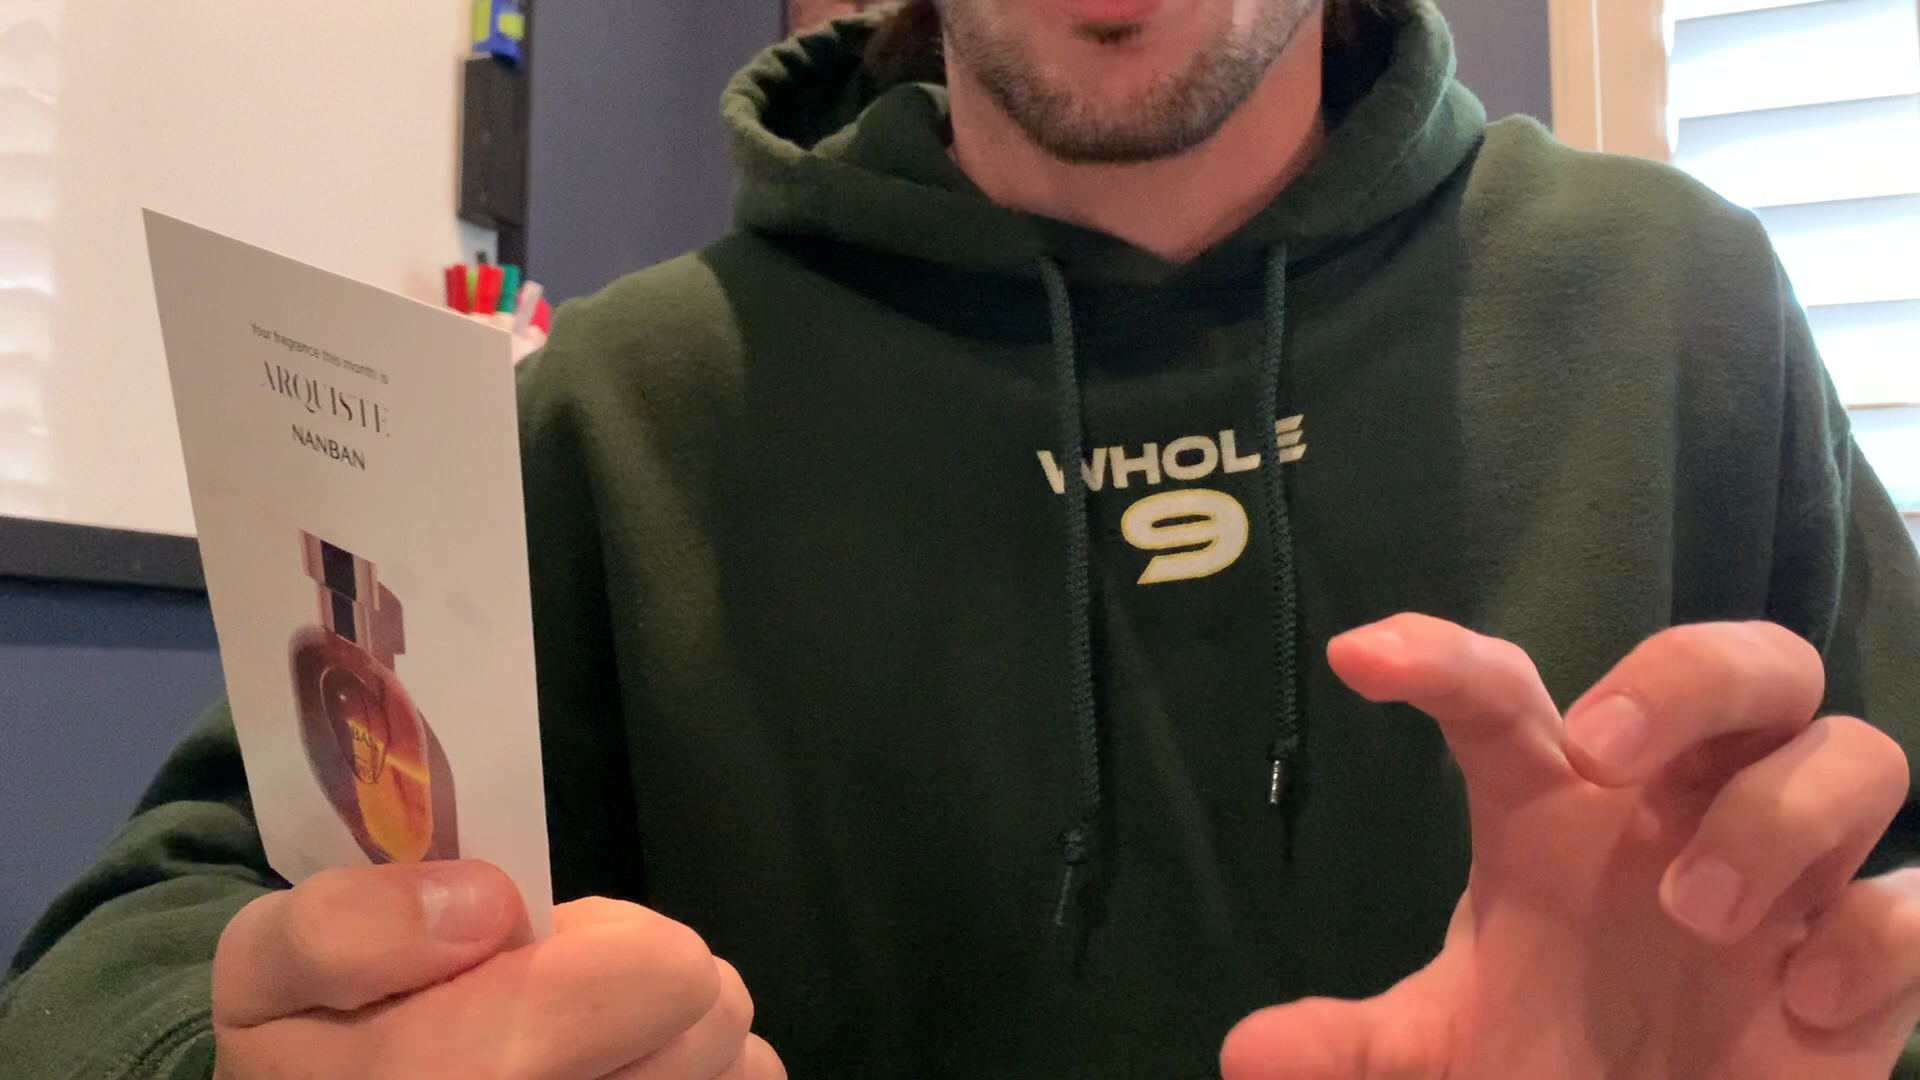 Your fragrance this month is
ARQUISTE
NANBAN
WHOLE
9